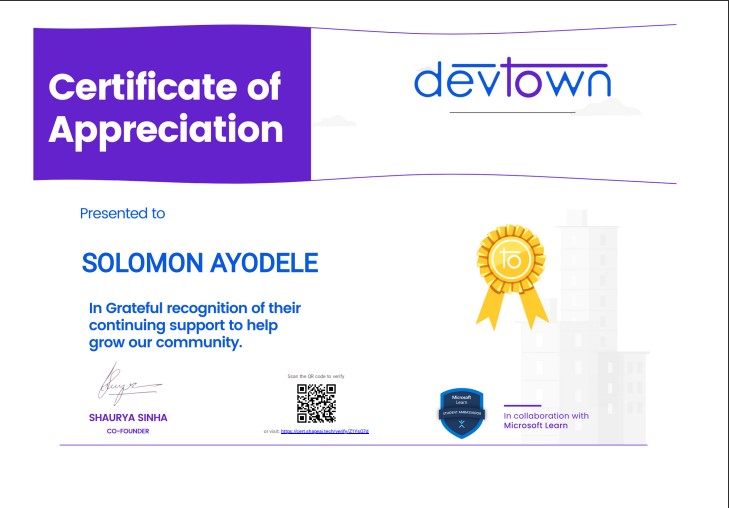 Certificate of
Appreciation
devtown
Presented to
SOLOMON AYODELE
to
In Grateful recognition of their
continuing support to help
grow our community.
Scan the QR code to verify
SHAURYA SINHA
CO-FOUNDER
or visit:
Microsoft
Learn
STUDENT AMBASSADOR
In collaboration with
Microsoft Learn